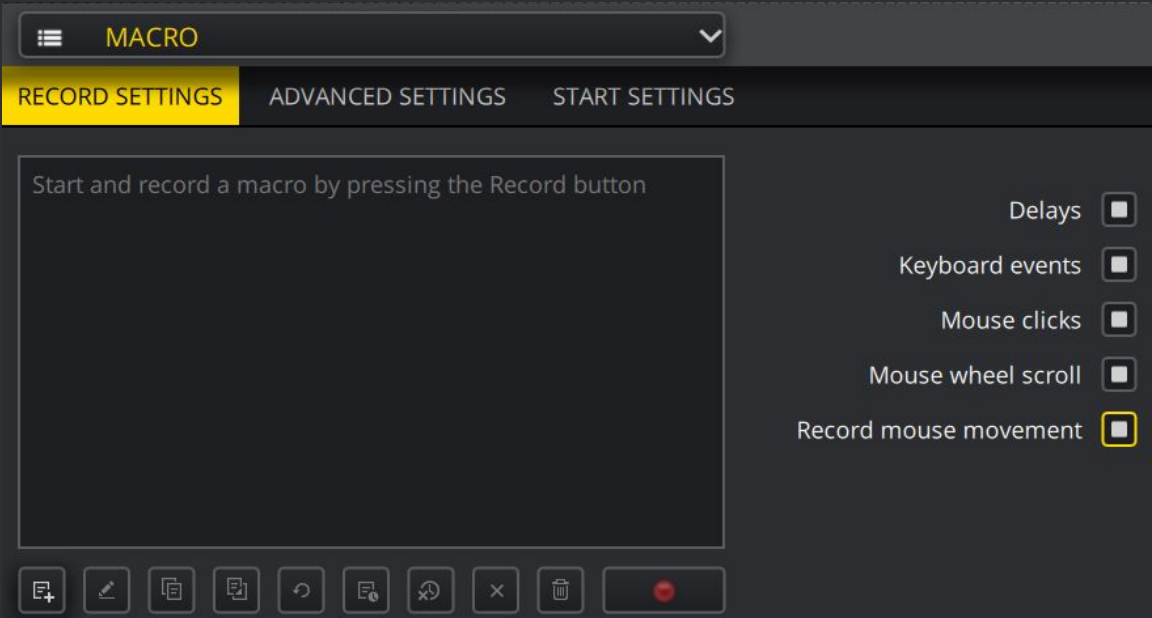 MACRO
RECORD SETTINGS ADVANCED SETTINGS START SETTINGS
Start and record a macro by pressing the Record button
Delays
Keyboard events
Mouse clicks
Mouse wheel scroll
Record mouse movement